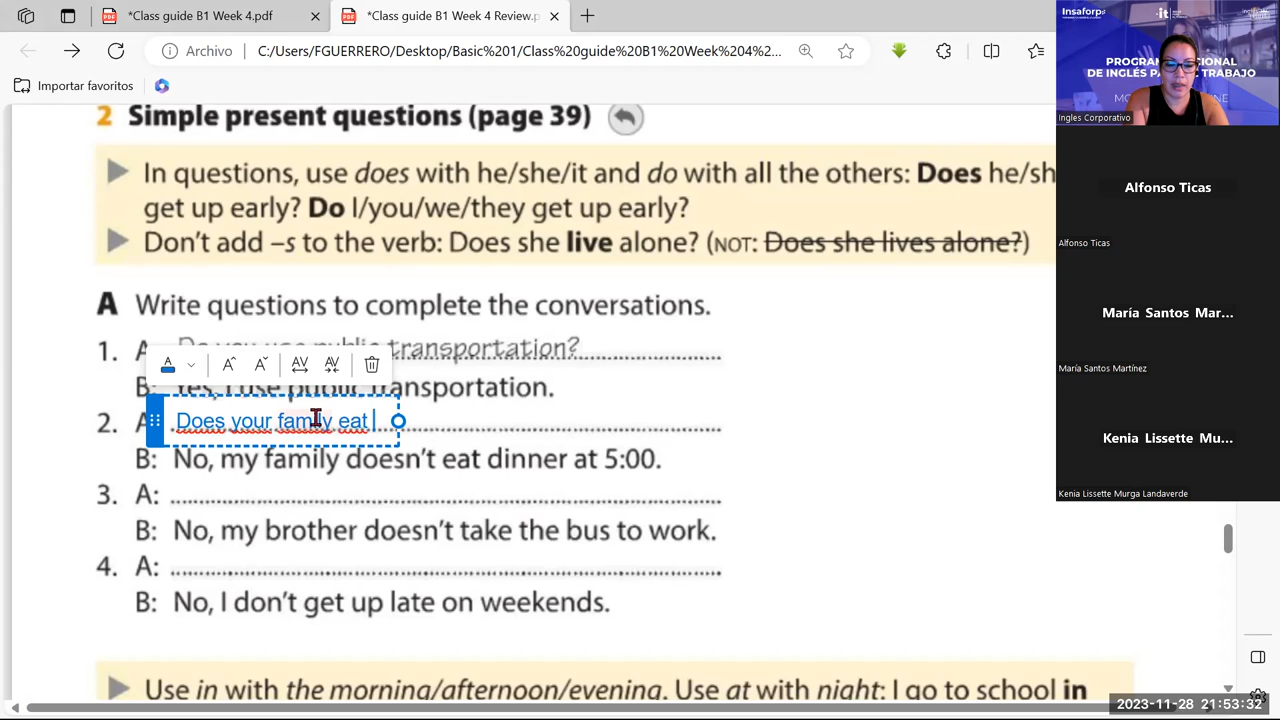 *Class guide B1 Week 4.pdf
*Class guide B1 Week 4 Review.p
Archivo
C:/Users/FGUERRERO/Desktop/Basic%201/Class%20guide%20B1%20Week%204%2...
Importar favoritos
2 Simple present questions (page 39)
In questions, use does with he/she/it and do with all the others: Does he/sh
get up early? Do I/you/we/they get up early?
Don't add –s to the verb: Does she live alone? (NOT: Does she lives alone?)
A Write questions to complete the conversations.
1. A: Do you use public transportation?
B: Yes, I use public transportation.
2. A: Does your family eat
B: No, my family doesn't eat dinner at 5:00.
3. A:
B: No, my brother doesn't take the bus to work.
4. A:
B: No, I don't get up late on weekends.
Use in with the morning/afternoon/evening. Use at with night: I go to school in
Insaforp
Ingles Corporativo
Alfonso Ticas
Alfonso Ticas
María Santos Mar...
María Santos Martínez
Kenia Lissette Mu...
Kenia Lissette Murga Landaverde
2023-11-28 21:53:32